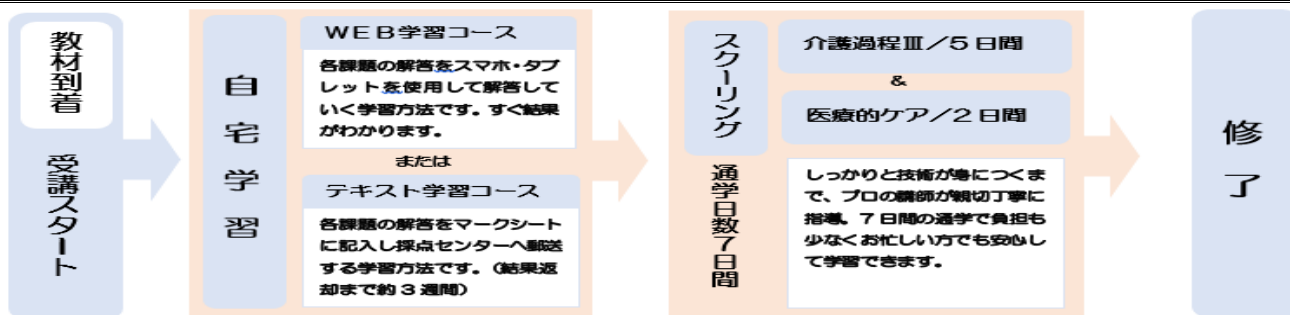 教材到着
受講スタート
自宅学習
WEB学習コース
各課題の解答をスマホ・タブ
レットを使用して解答して
いく学習方法です。すぐ結果
がわかります。
または
テキスト学習コース
各課題の解答をマークシート
に記入し採点センターへ郵送
する学習方法です。（結果返
却まで約３週間）
スクーリング
通学日数7日間
介護過程Ⅲ／5日間
&
医療的ケア／2日間
しっかりと技術が身につくま
で、プロの講師が親切丁寧に
指導。7日間の通学で負担も
少なくお忙しい方でも安心し
て学習できます。
修了